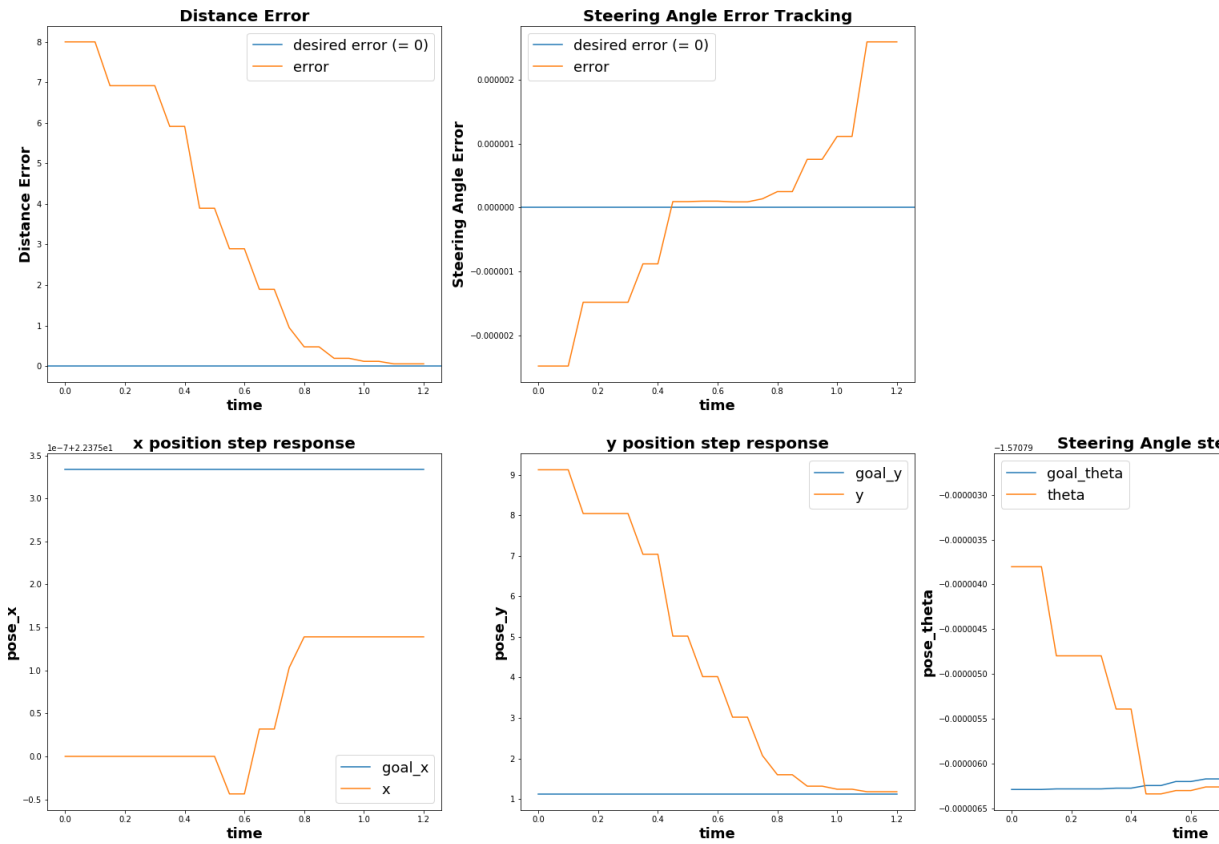 Distance Error
Steering Angle Error Tracking
desired error (= 0)
error
desired error (= 0)
error
8
7
6
5
4
3
2
1
0
Distance Error
0.000002
0.000001
0.000000
−0.000001
−0.000002
Steering Angle Error
0.0
0.2
0.4
0.6
0.8
1.0
1.2
time
0.0
0.2
0.4
0.6
0.8
1.0
1.2
time
x position step response
y position step response
Steering Angle ste
1e−7+2.2375e1
3.5
3.0
2.5
2.0
1.5
1.0
0.5
0.0
−0.5
pose_x
goal_x
x
9
8
7
6
5
4
3
2
1
pose_y
goal_y
y
−1.57079
−0.0000030
−0.0000035
−0.0000040
−0.0000045
−0.0000050
−0.0000055
−0.0000060
−0.0000065
pose_theta
goal_theta
theta
0.0
0.2
0.4
0.6
0.8
1.0
1.2
time
0.0
0.2
0.4
0.6
0.8
1.0
1.2
time
0.0
0.2
0.4
0.6
time